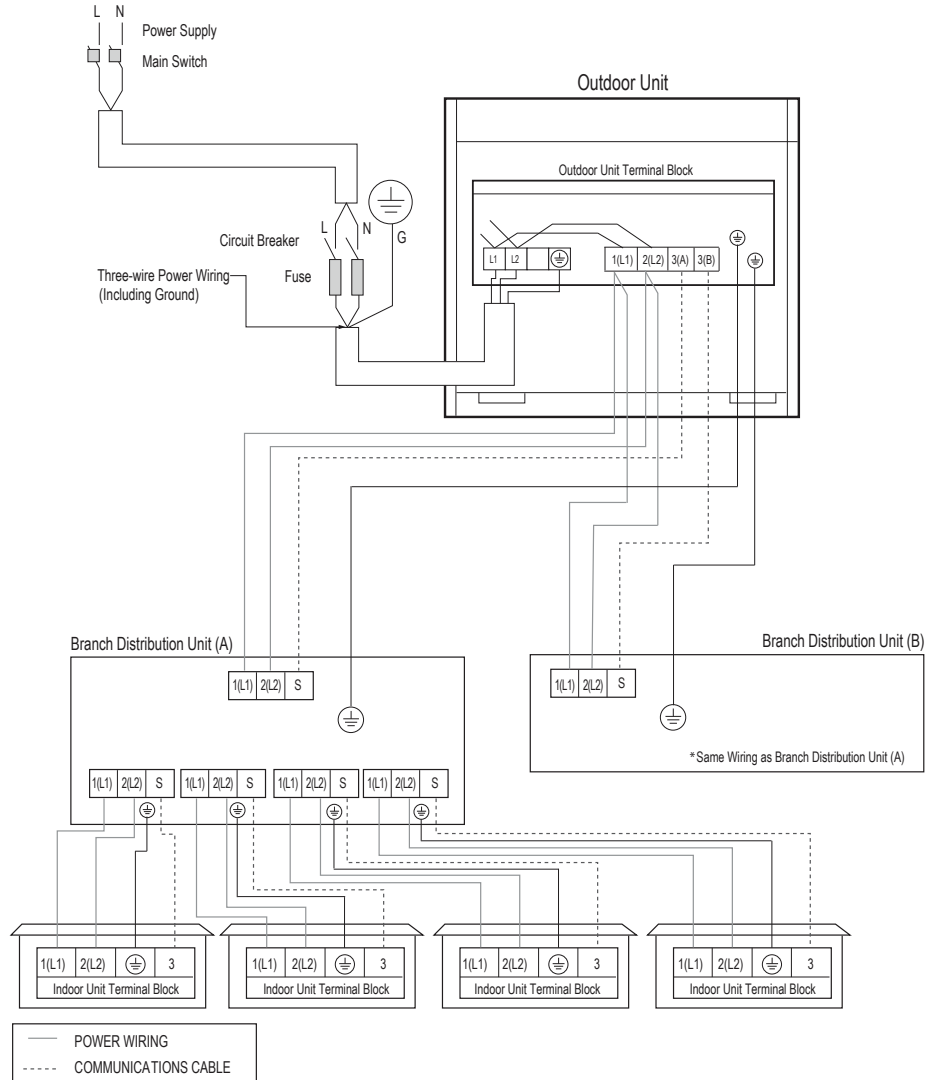 L N
Power Supply
Main Switch
Outdoor Unit
Outdoor Unit Terminal Block
L N
G
Circuit Breaker
Fuse
Three-wire Power Wiring
(Including Ground)
L1 L2
1(L1) 2(L2) 3(A) 3(B)
Branch Distribution Unit (A)
Branch Distribution Unit (B)
1(L1) 2(L2) S
1(L1) 2(L2) S
*Same Wiring as Branch Distribution Unit (A)
1(L1) 2(L2) S
1(L1) 2(L2) S
1(L1) 2(L2) S
1(L1) 2(L2) S
1(L1) 2(L2) 3
Indoor Unit Terminal Block
1(L1) 2(L2) 3
Indoor Unit Terminal Block
1(L1) 2(L2) 3
Indoor Unit Terminal Block
1(L1) 2(L2) 3
Indoor Unit Terminal Block
POWER WIRING
COMMUNICATIONS CABLE